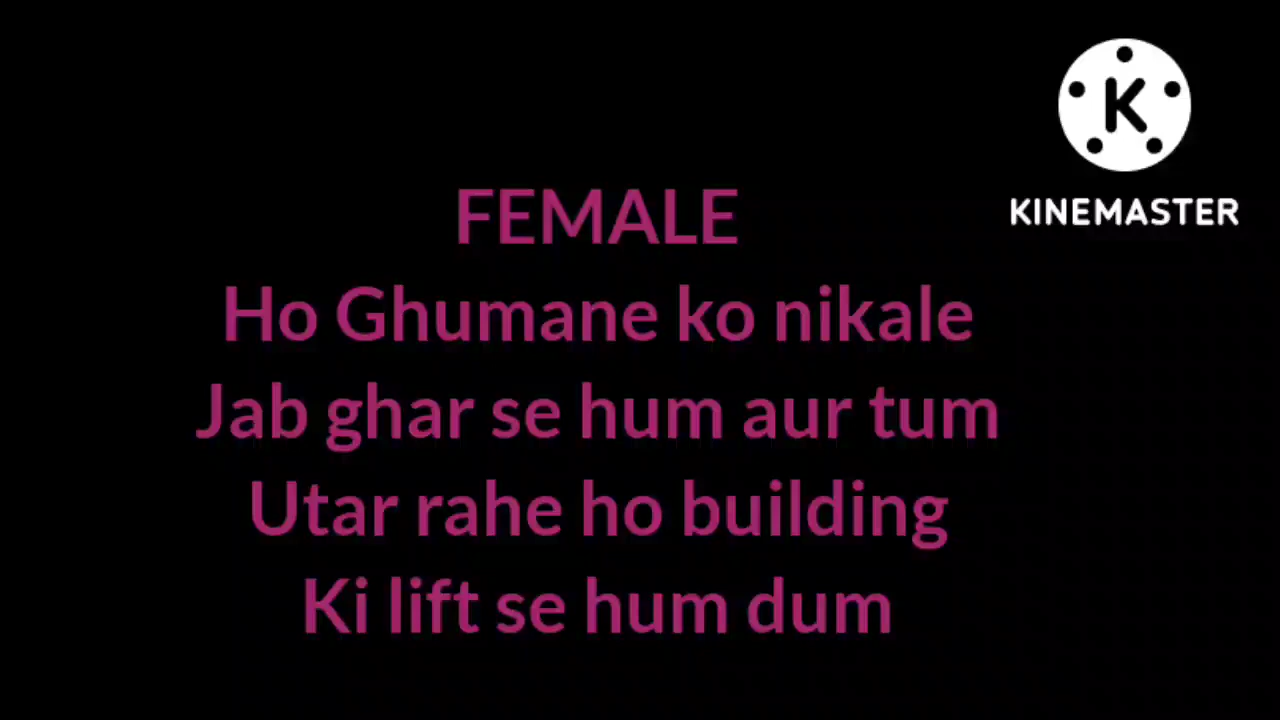 K
KINEMASTER
FEMALE
Ho Ghumane ko nikale
Jab ghar se hum aur tum
Utar rahe ho building
Ki lift se hum dum